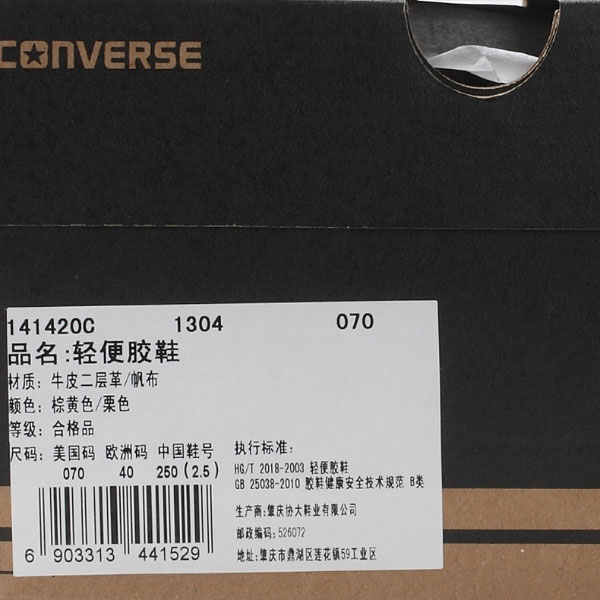 CONVERSE
141420C 1304 070
品名:轻便胶鞋
材质: 牛皮二层革/帆布
颜色: 棕黄色/栗色
等级: 合格品
尺码: 美国码 欧洲码 中国鞋号
070 40 250(2.5)
执行标准:
HG/T 2018-2003 轻便胶鞋
GB 25038-2010 胶鞋健康安全技术规范 B类
生产商:肇庆协大鞋业有限公司
邮政编码:526072
地址:肇庆市鼎湖区莲花镇59工业区
6 903313 441529